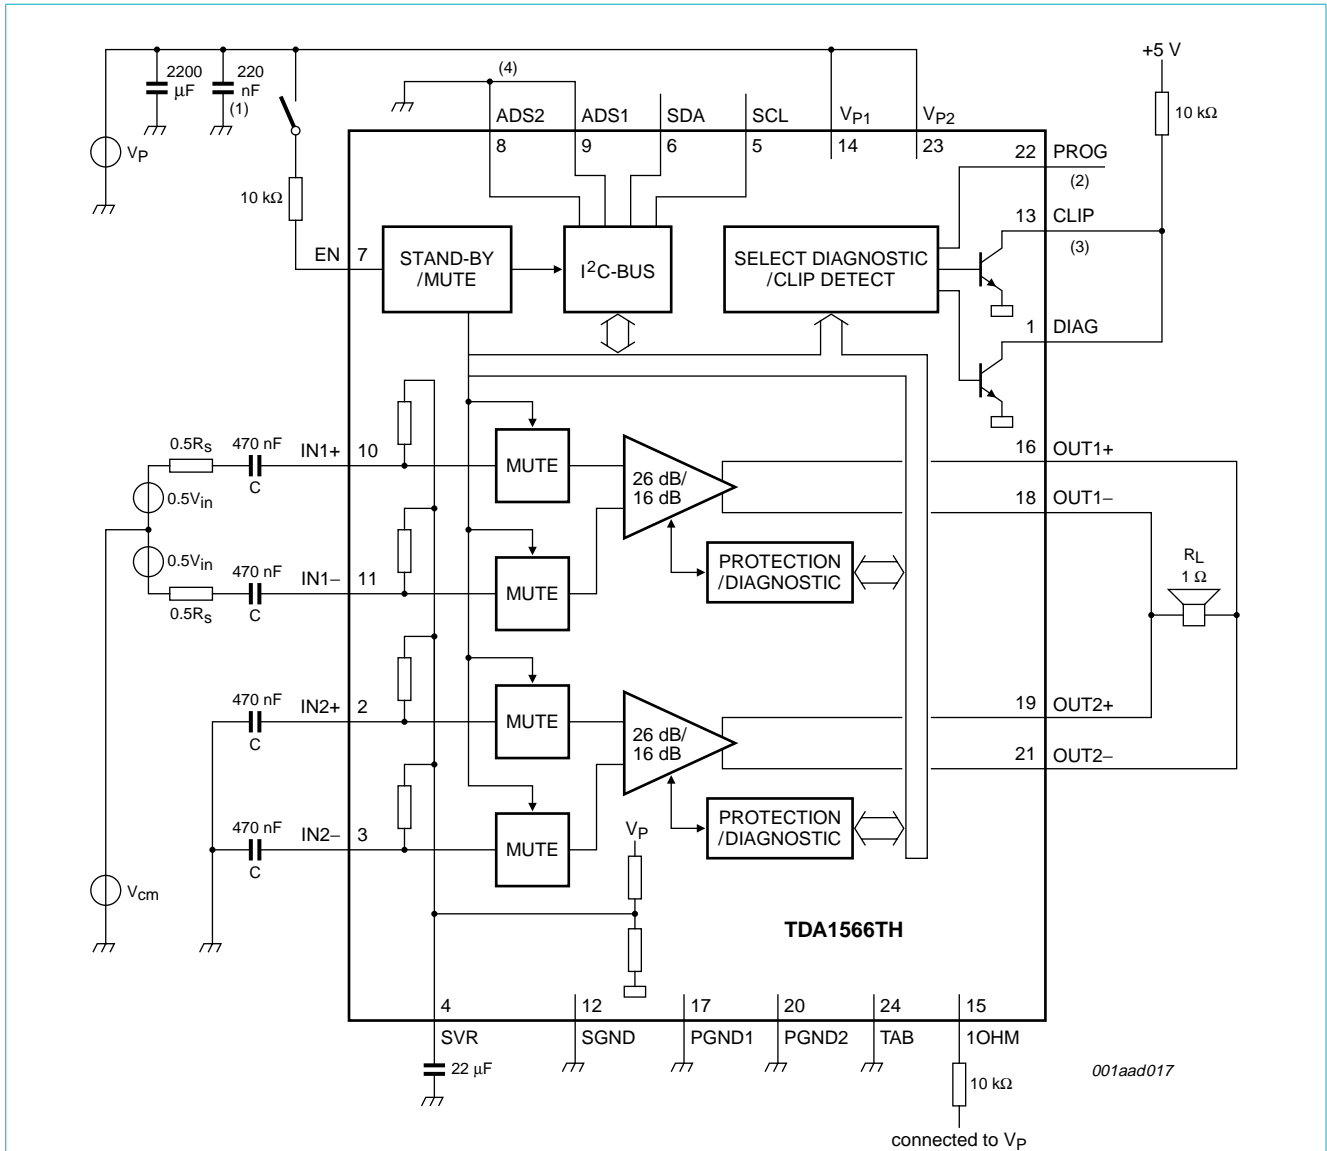 +5 V
2200
µF
220
nF
(1)
(4)
10 kΩ
ADS2
ADS1
SDA
SCL
VP1
VP2
8
9
6
5
14
23
22
PROG
(2)
VP
10 kΩ
13
CLIP
(3)
EN
7
STAND-BY
/MUTE
I2C-BUS
SELECT DIAGNOSTIC
/CLIP DETECT
1
DIAG
0.5Rs
470 nF
C
IN1+
10
MUTE
26 dB/
16 dB
16
OUT1+
0.5Vin
18
OUT1−
0.5Vin
470 nF
C
0.5Rs
IN1−
11
MUTE
PROTECTION
/DIAGNOSTIC
RL
1 Ω
470 nF
C
IN2+
2
MUTE
26 dB/
16 dB
19
OUT2+
21
OUT2−
470 nF
C
IN2−
3
MUTE
VP
PROTECTION
/DIAGNOSTIC
Vcm
TDA1566TH
4
12
17
20
24
15
SVR
SGND
PGND1
PGND2
TAB
1OHM
22 µF
10 kΩ
001aad017
connected to VP